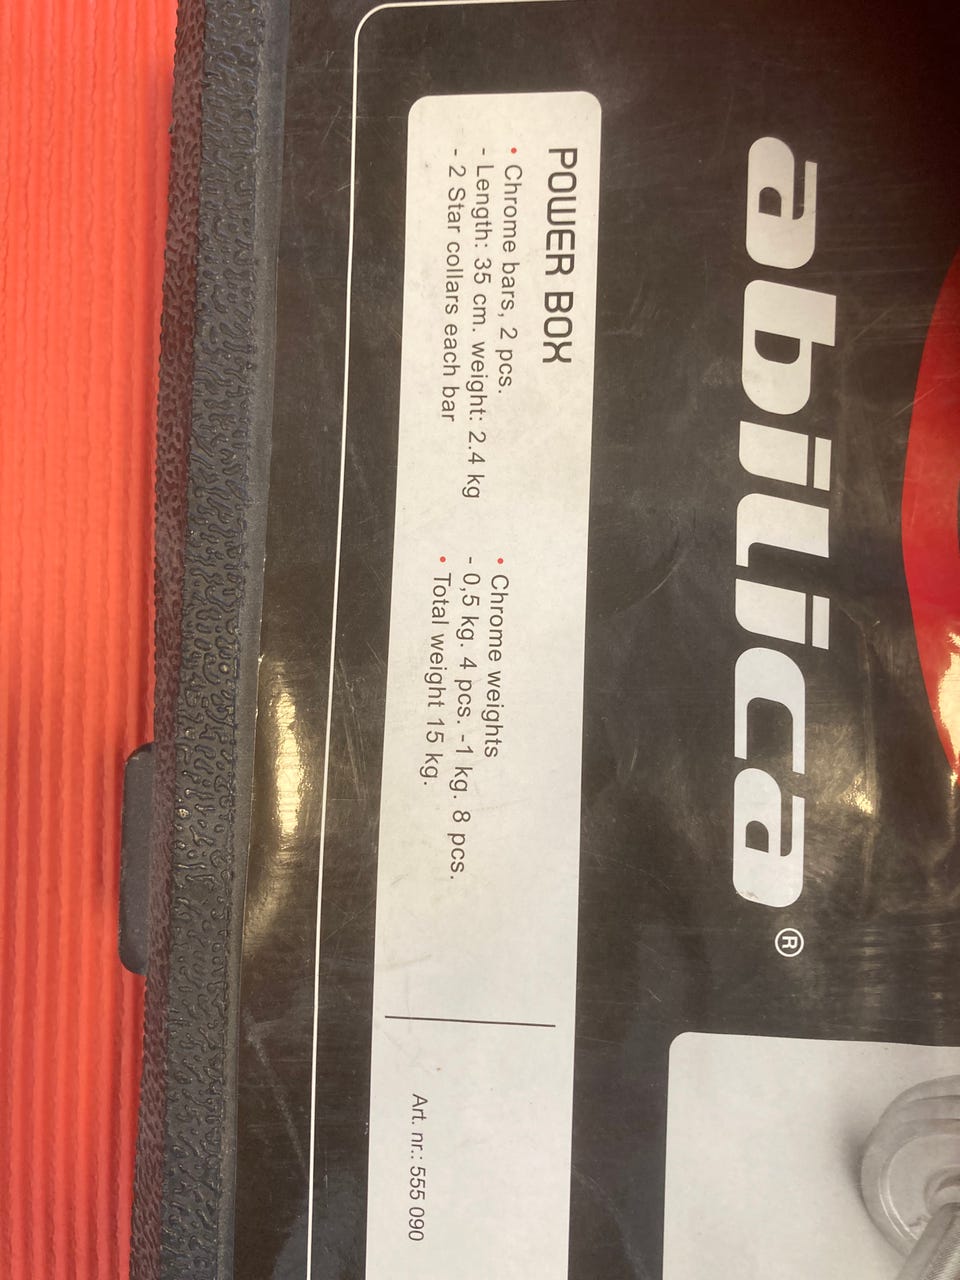 abilica®
POWER BOX
• Chrome bars, 2 pcs.
- Length: 35 cm. weight: 2.4 kg
- 2 Star collars each bar
• Chrome weights
- 0,5 kg. 4 pcs. -1 kg. 8 pcs.
• Total weight 15 kg.
Art. nr.: 555 090